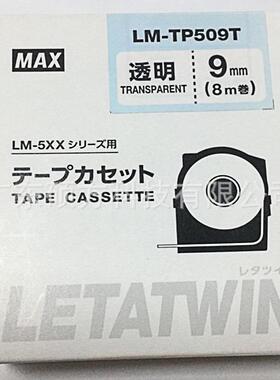 MAX
LM-TP509T
透明
TRANSPARENT
9mm
(8m巻)
LM-5XXシリーズ用
テープカセット
TAPE CASSETTE
レタツイ
LETATWIN